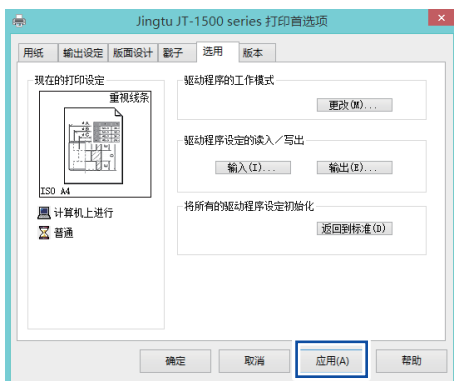 Jingtu JT-1500 series 打印首选项
用纸 输出设定 版面设计 戳子 选用 版本
现在的打印设定
重视线条
ISO A4
计算机上进行
普通
驱动程序的工作模式
更改(M)...
驱动程序设定的读入／写出
输入(I)... 输出(E)...
将所有的驱动程序设定初始化
返回到标准(D)
确定 取消 应用(A) 帮助